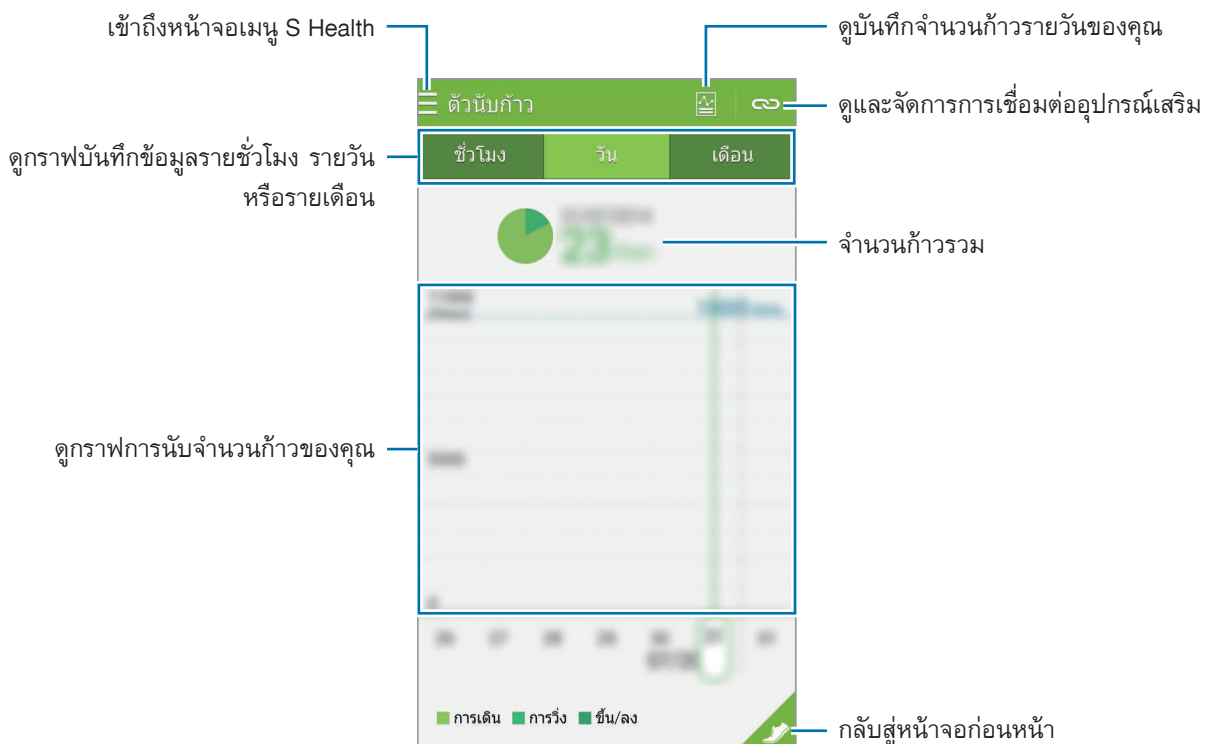 เข้าถึงหน้าจอเมนู S Health
ดูบันทึกจำนวนก้าวรายวันของคุณ
ตัวนับก้าว
ดูและจัดการการเชื่อมต่ออุปกรณ์เสริม
ชั่วโมง วัน เดือน
ดูกราฟบันทึกข้อมูลรายชั่วโมง รายวัน
หรือรายเดือน
23
จำนวนก้าวรวม
ดูกราฟการนับจำนวนก้าวของคุณ
การเดิน การวิ่ง ขึ้น/ลง
กลับสู่หน้าจอก่อนหน้า